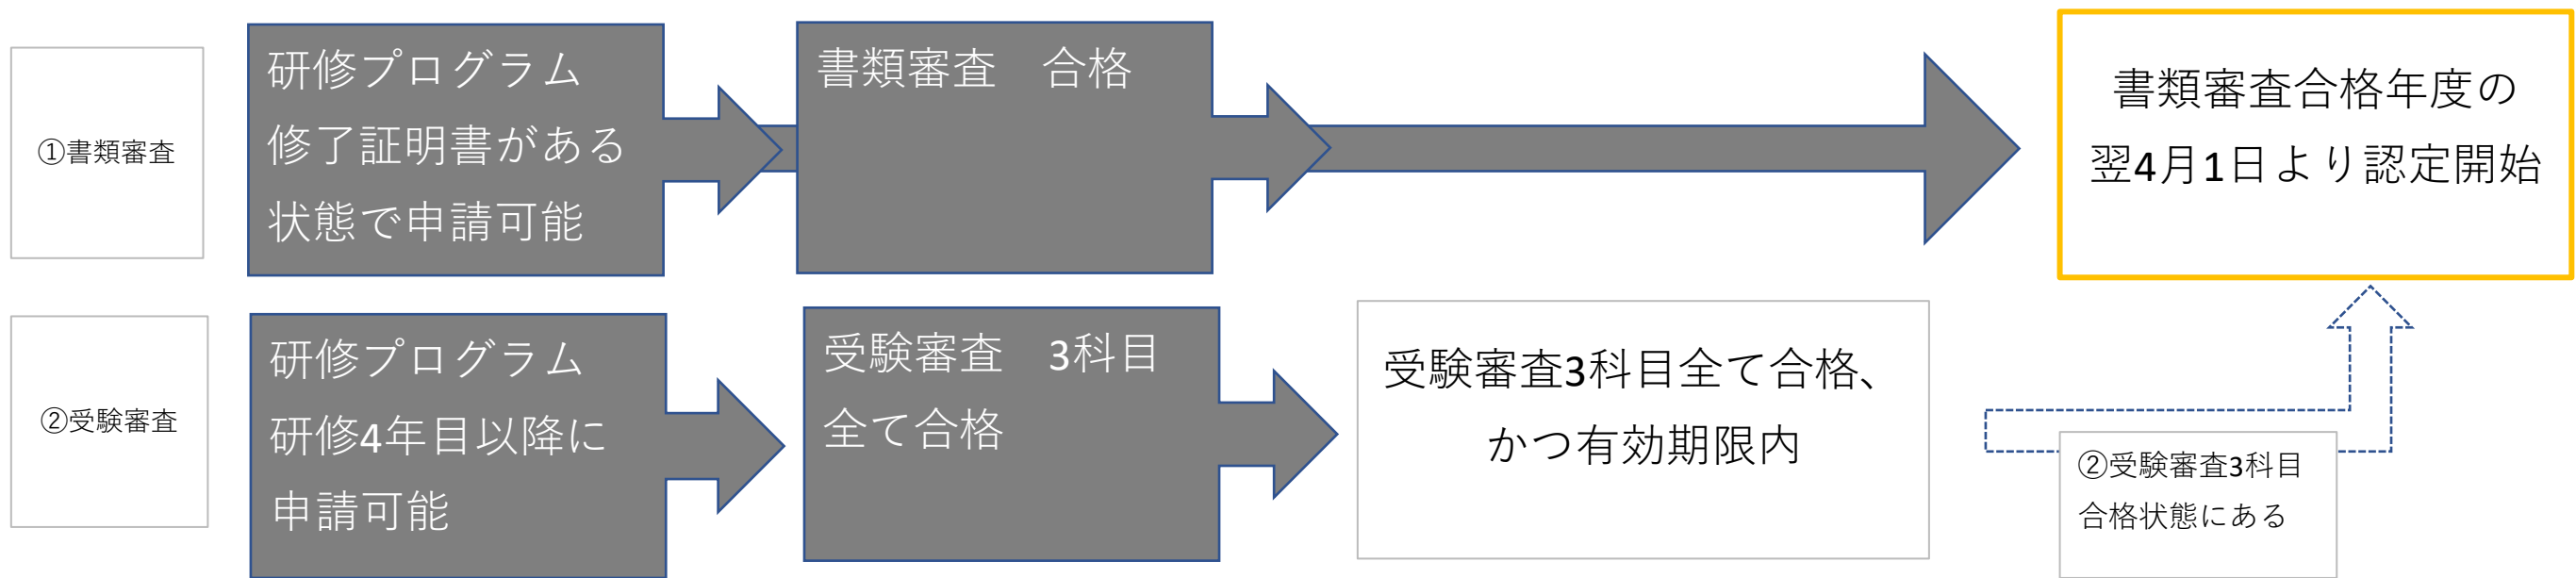 ①書類審査
研修プログラム
修了証明書がある
状態で申請可能
書類審査　合格
書類審査合格年度の
翌4月1日より認定開始
②受験審査
研修プログラム
研修4年目以降に
申請可能
受験審査　3科目
全て合格
受験審査3科目全て合格、
かつ有効期限内
②受験審査3科目
合格状態にある